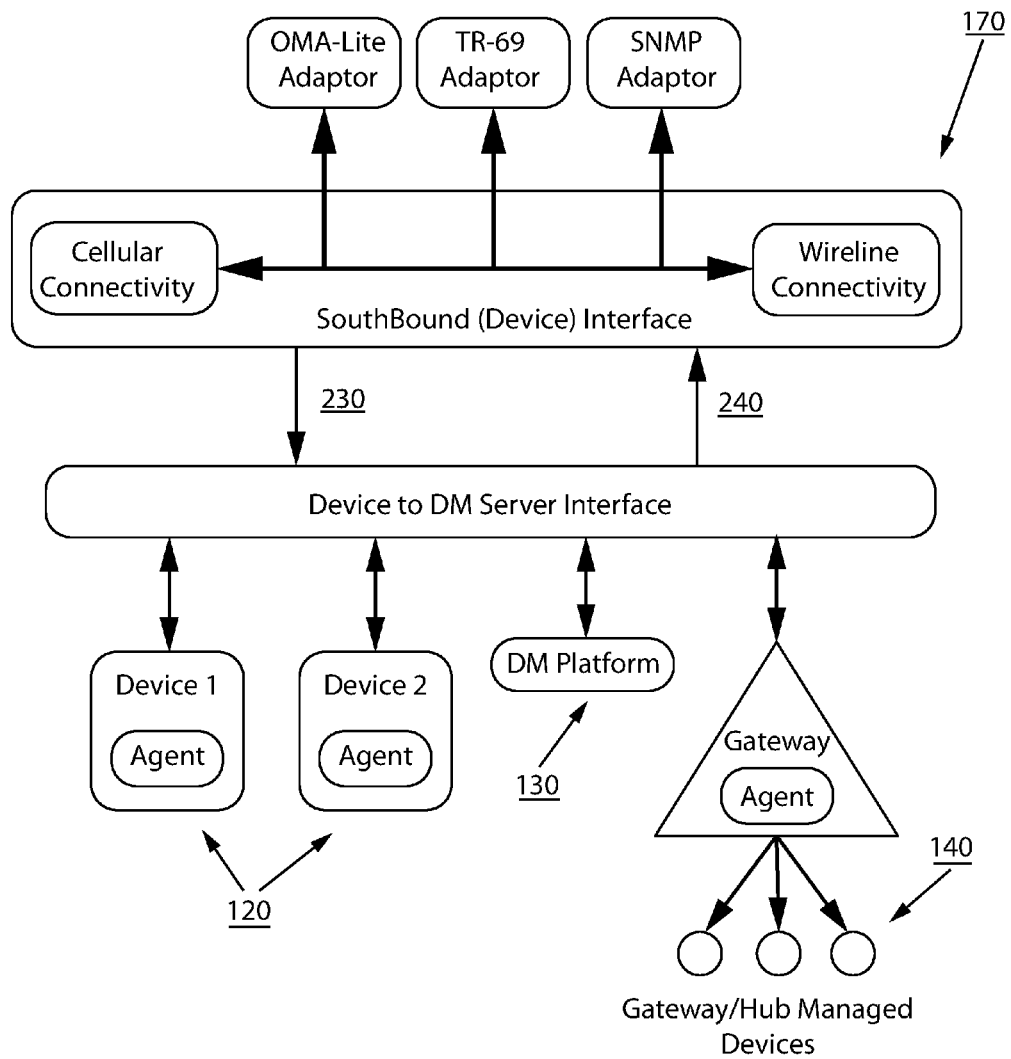 OMA-Lite
Adaptor
TR-69
Adaptor
SNMP
Adaptor
170
Cellular
Connectivity
Wireline
Connectivity
SouthBound (Device) Interface
230
240
Device to DM Server Interface
Device 1
Agent
Device 2
Agent
DM Platform
130
Gateway
Agent
120
140
Gateway/Hub Managed
Devices